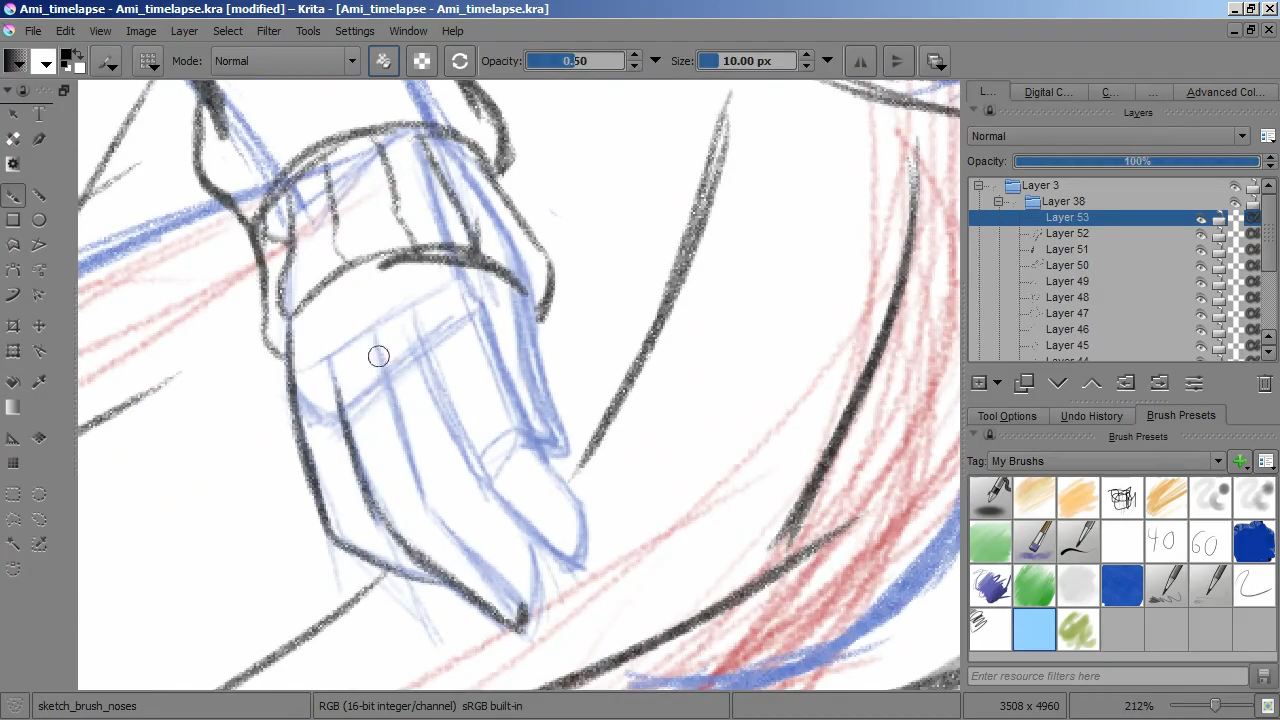 Ami_timelapse - Ami_timelapse.kra [modified] – Krita - [Ami_timelapse.kra]
File Edit View Image Layer Select Filter Tools Settings Window Help
Mode: Normal Opacity: 0.50 Size: 10.00 px
L... Digital C... C... ... Advanced Col...
Layers
Normal
Opacity: 100%
Layer 3
Layer 38
Layer 53
Layer 52
Layer 51
Layer 50
Layer 49
Layer 48
Layer 47
Layer 46
Layer 45
Tool Options Undo History Brush Presets
Brush Presets
Tag: My Brushes
40 60
Enter resource filters here
sketch_brush_noses RGB (16-bit integer/channel) sRGB built-in 3508 x 4960 212%